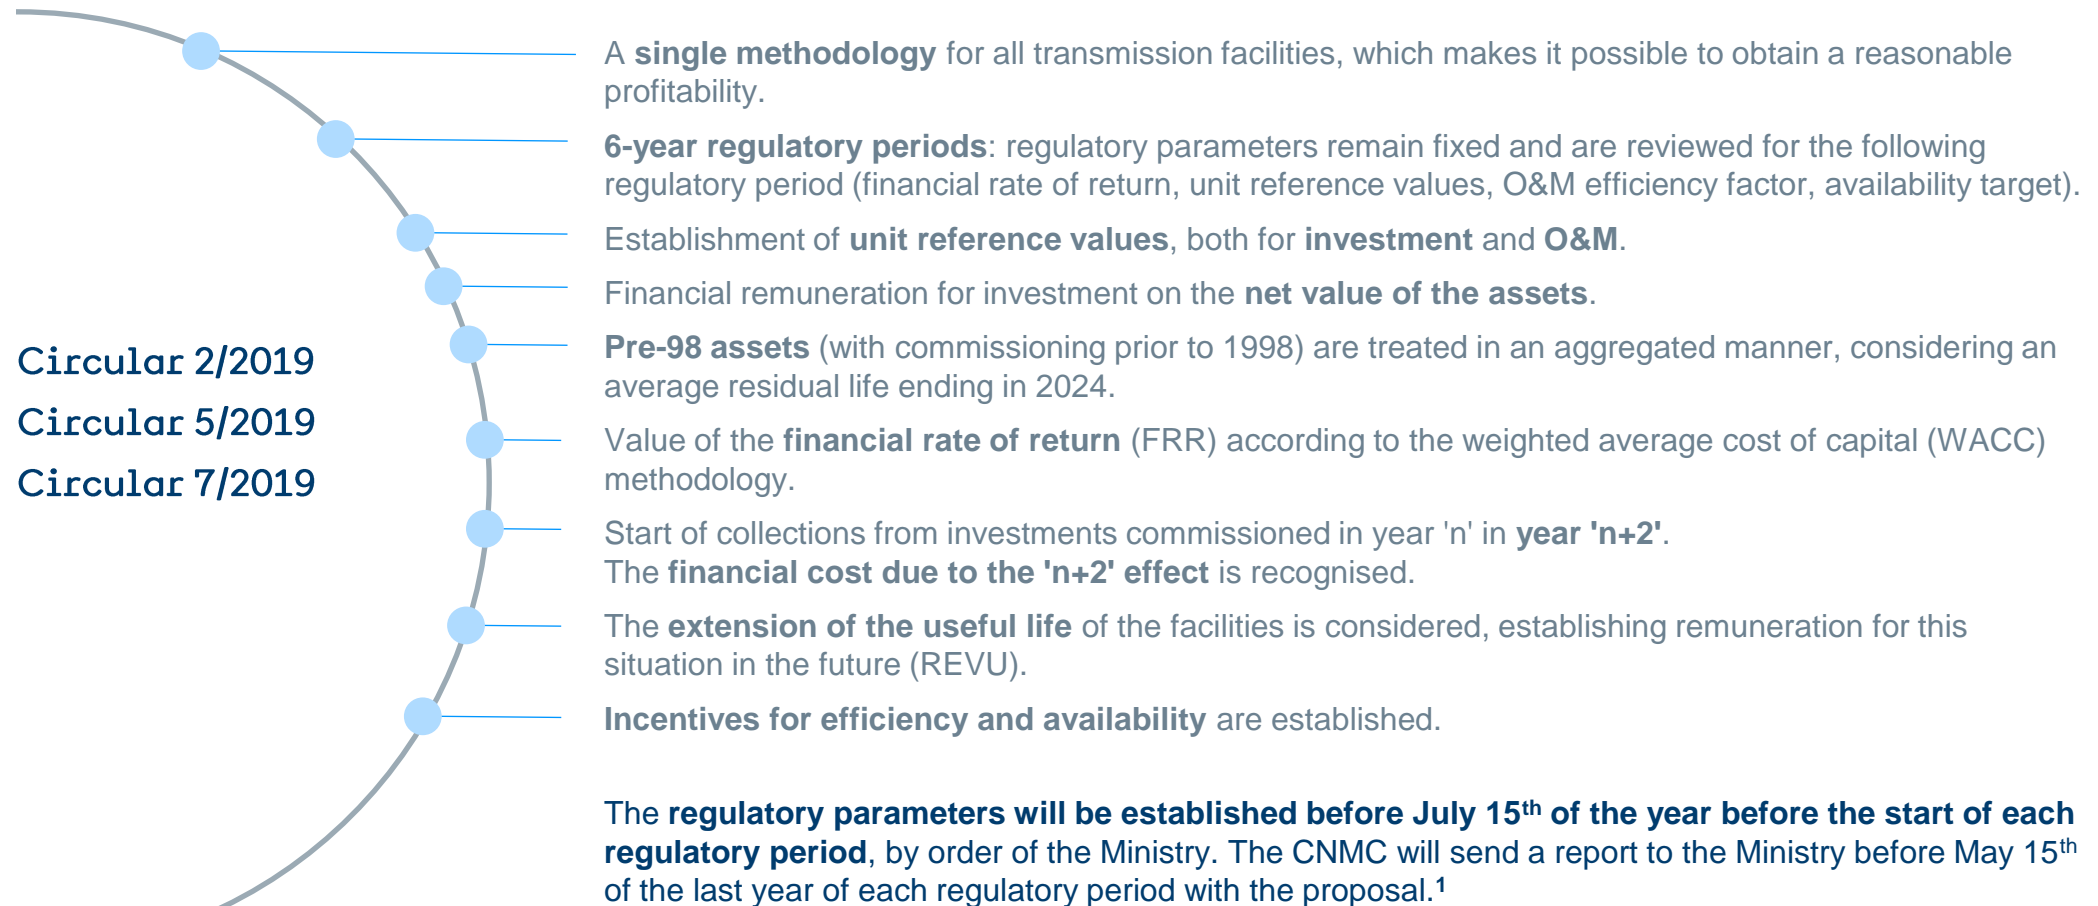 Circular 2/2019
Circular 5/2019
Circular 7/2019
A single methodology for all transmission facilities, which makes it possible to obtain a reasonable
profitability.
6-year regulatory periods: regulatory parameters remain fixed and are reviewed for the following
regulatory period (financial rate of return, unit reference values, O&M efficiency factor, availability target).
Establishment of unit reference values, both for investment and O&M.
Financial remuneration for investment on the net value of the assets.
Pre-98 assets (with commissioning prior to 1998) are treated in an aggregated manner, considering an
average residual life ending in 2024.
Value of the financial rate of return (FRR) according to the weighted average cost of capital (WACC)
methodology.
Start of collections from investments commissioned in year 'n' in year 'n+2'.
The financial cost due to the 'n+2' effect is recognised.
The extension of the useful life of the facilities is considered, establishing remuneration for this
situation in the future (REVU).
Incentives for efficiency and availability are established.
The regulatory parameters will be established before July 15th of the year before the start of each
regulatory period, by order of the Ministry. The CNMC will send a report to the Ministry before May 15th
of the last year of each regulatory period with the proposal.1